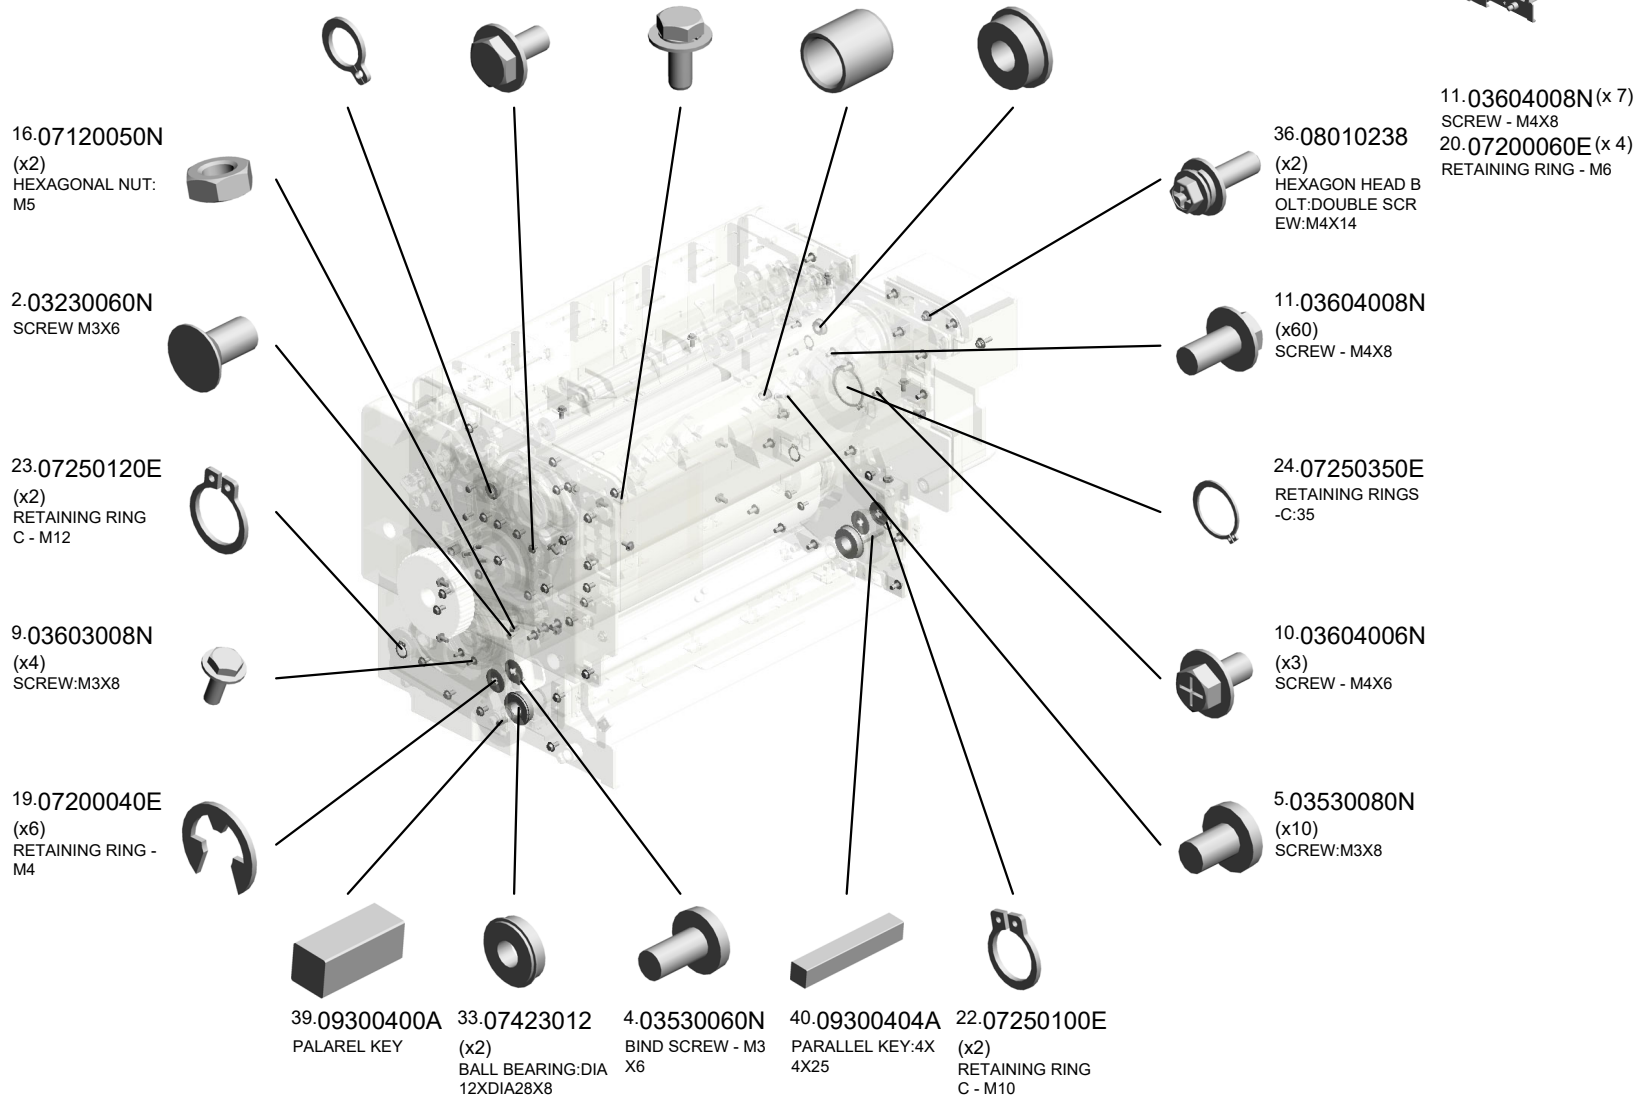 16.07120050N
(x2)
HEXAGONAL NUT:
M5
2.03230060N
SCREW M3X6
23.07250120E
(x2)
RETAINING RING
C - M12
9.03603008N
(x4)
SCREW:M3X8
19.07200040E
(x6)
RETAINING RING -
M4
39.09300400A
PALAREL KEY
33.07423012
(x2)
BALL BEARING:DIA
12XDIA28X8
4.03530060N
BIND SCREW - M3
X6
40.09300404A
PARALLEL KEY:4X
4X25
22.07250100E
(x2)
RETAINING RING
C - M10
36.08010238
(x2)
HEXAGON HEAD B
OLT:DOUBLE SCR
EW:M4X14
11.03604008N
(x60)
SCREW - M4X8
24.07250350E
RETAINING RINGS
-C:35
10.03604006N
(x3)
SCREW - M4X6
5.03530080N
(x10)
SCREW:M3X8
11.03604008N (x 7)
SCREW - M4X8
20.07200060E (x 4)
RETAINING RING - M6